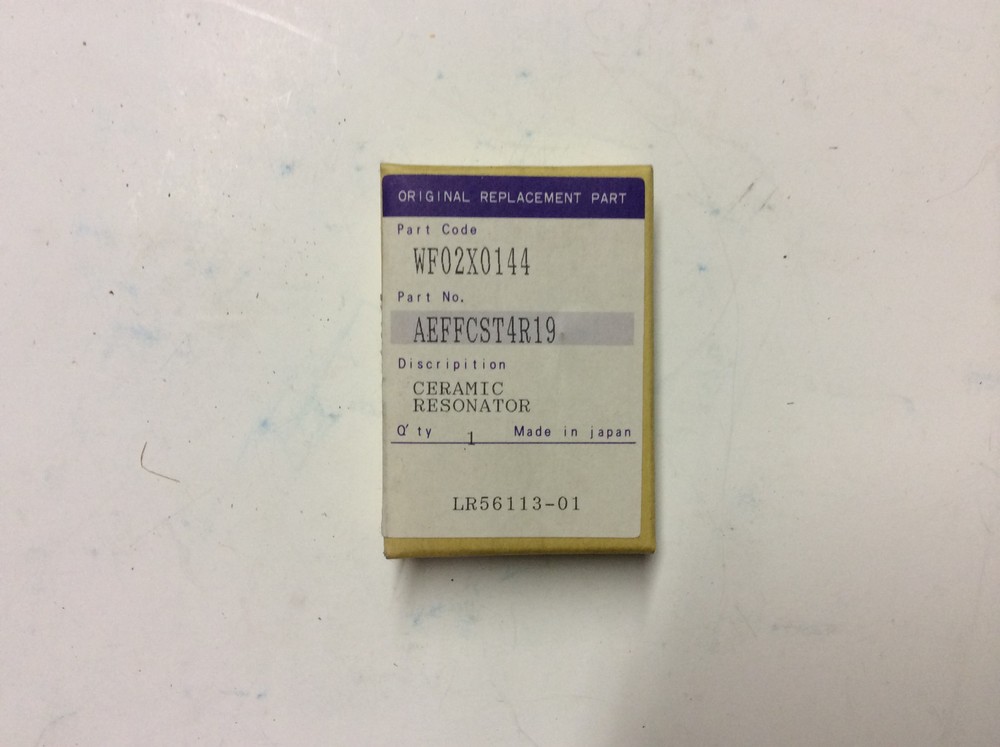 ORIGINAL REPLACEMENT PART
Part Code
WF02X0144
Part No.
AEFFCST4R19
Discripition
CERAMIC
RESONATOR
Q'ty 1 Made in japan
LR56113-01